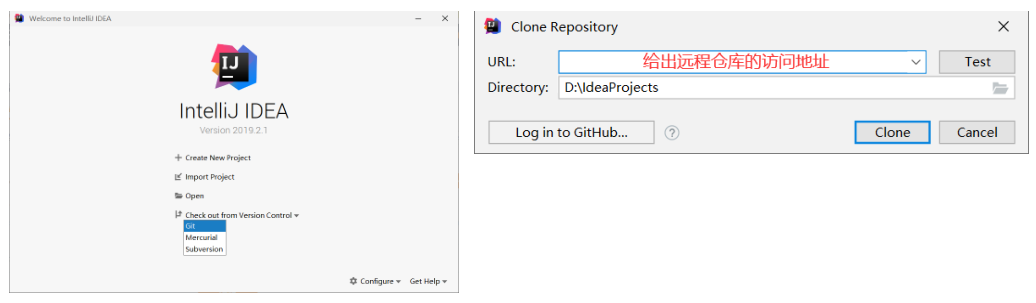 Welcome to IntelliJ IDEA
IJ
IntelliJ IDEA
Version 2019.2.1
Create New Project
Import Project
Open
Check out from Version Control
Git
Mercurial
Subversion
Configure Get Help
Clone Repository
URL: 给出远程仓库的访问地址 Test
Directory: D:\IdeaProjects
Log in to GitHub... ? Clone Cancel